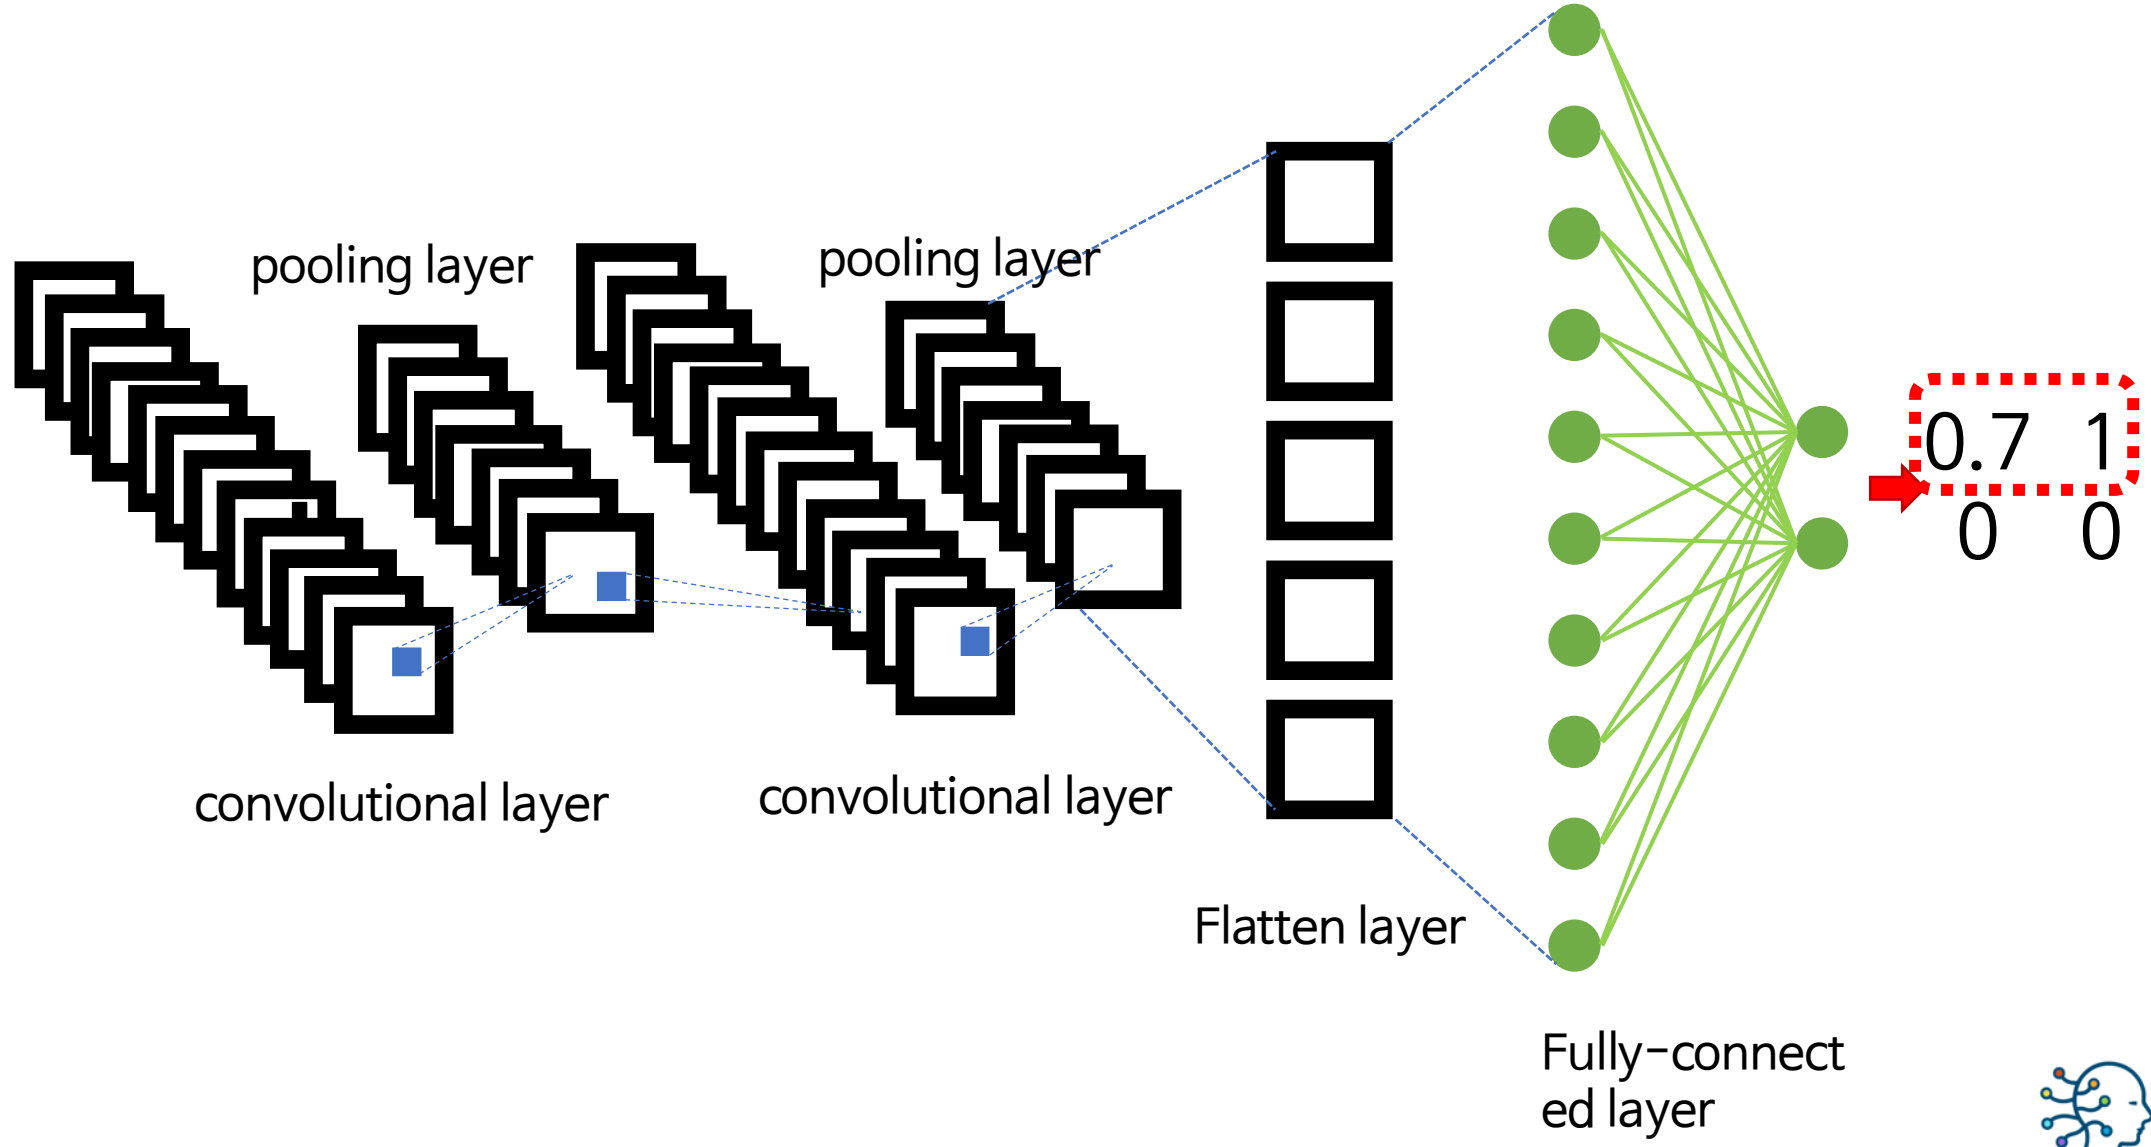 pooling layer
pooling layer
convolutional layer
convolutional layer
Flatten layer
Fully-connect
ed layer
0.7 1
0 0